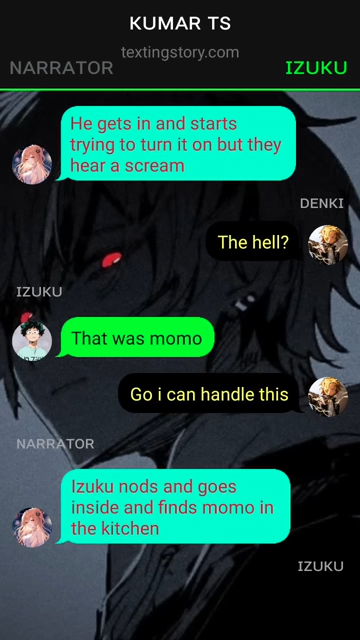 KUMAR TS
textingstory.com
NARRATOR
IZUKU
He gets in and starts
trying to turn it on but they
hear a scream
DENKI
The hell?
IZUKU
That was momo
Go i can handle this
NARRATOR
Izuku nods and goes
inside and finds momo in
the kitchen
IZUKU